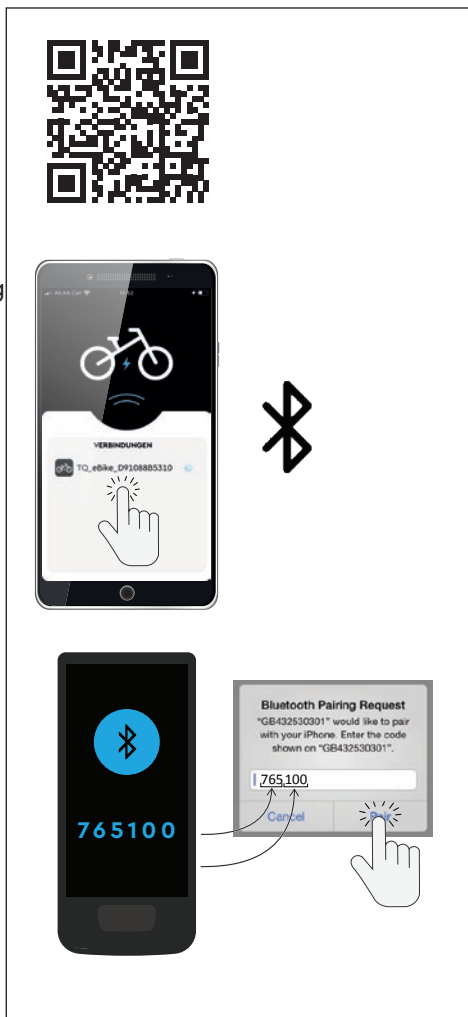 g
WLAN Call
VERBINDUNGEN
TQ_eBike_D9108BB5310
765100
Bluetooth Pairing Request
"GB432530301" would like to pair
with your iPhone. Enter the code
shown on "GB432530301".
765100
Cancel
Pair